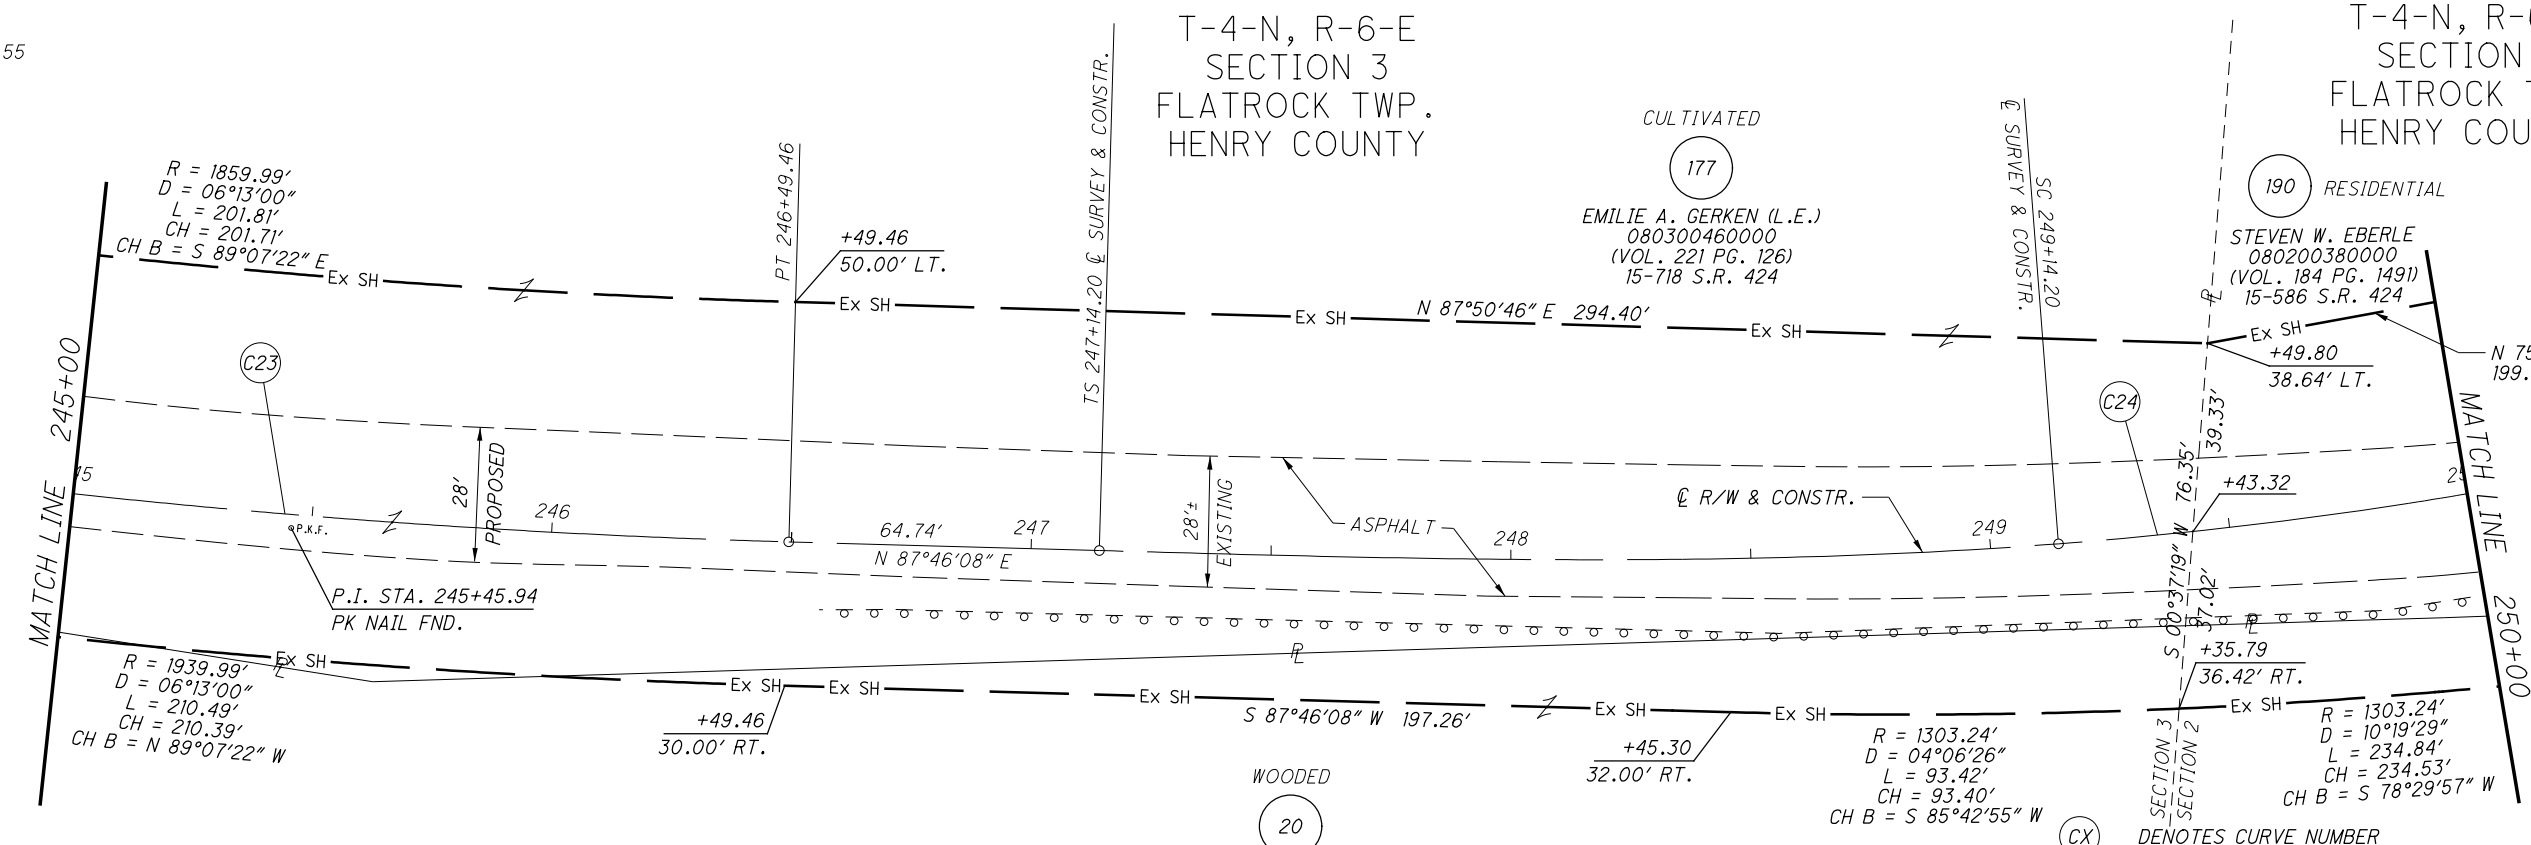 55
T-4-N, R-6-E
SECTION 3
FLATROCK TWP.
HENRY COUNTY
T-4-N,
SECTION
FLATROCK
HENRY
R = 1859.99'
D = 06°13'00"
L = 201.81'
CH = 201.71'
CH B = S 89°07'22" E
Ex SH
PT 246+49.46
+49.46
50.00' LT.
Ex SH
TS 247+14.20 ℄ SURVEY & CONSTR.
Ex SH
N 87°50'46" E 294.40'
Ex SH
CULTIVATED
177
EMILIE A. GERKEN (L.E.)
080300460000
(VOL. 221 PG. 126)
15-718 S.R. 424
℄ SURVEY & CONSTR.
SC 249+14.20
190 RESIDENTIAL
STEVEN W. EBERLE
080200380000
(VOL. 184 PG. 1491)
15-586 S.R. 424
PL
Ex SH
+49.80
38.64' LT.
N 75
199.
MATCH LINE 245+00
C23
28'
PROPOSED
246
P.K.F.
P.I. STA. 245+45.94
PK NAIL FND.
64.74'
247
N 87°46'08" E
28'±
EXISTING
ASPHALT
248
℄ R/W & CONSTR.
249
C24
39.33'
S 00°37'19" W 76.35'
37.02'
+43.32
MATCH LINE 250+00
PL
PL
PL
Ex SH
R = 1939.99'
D = 06°13'00"
L = 210.49'
CH = 210.39'
CH B = N 89°07'22" W
Ex SH
Ex SH
+49.46
30.00' RT.
Ex SH
S 87°46'08" W 197.26'
Ex SH
+45.30
32.00' RT.
Ex SH
+35.79
36.42' RT.
Ex SH
R = 1303.24'
D = 04°06'26"
L = 93.42'
CH = 93.40'
CH B = S 85°42'55" W
SECTION 3
SECTION 2
R = 1303.24'
D = 10°19'29"
L = 234.84'
CH = 234.53'
CH B = S 78°29'57" W
WOODED
20
CX DENOTES CURVE NUMBER